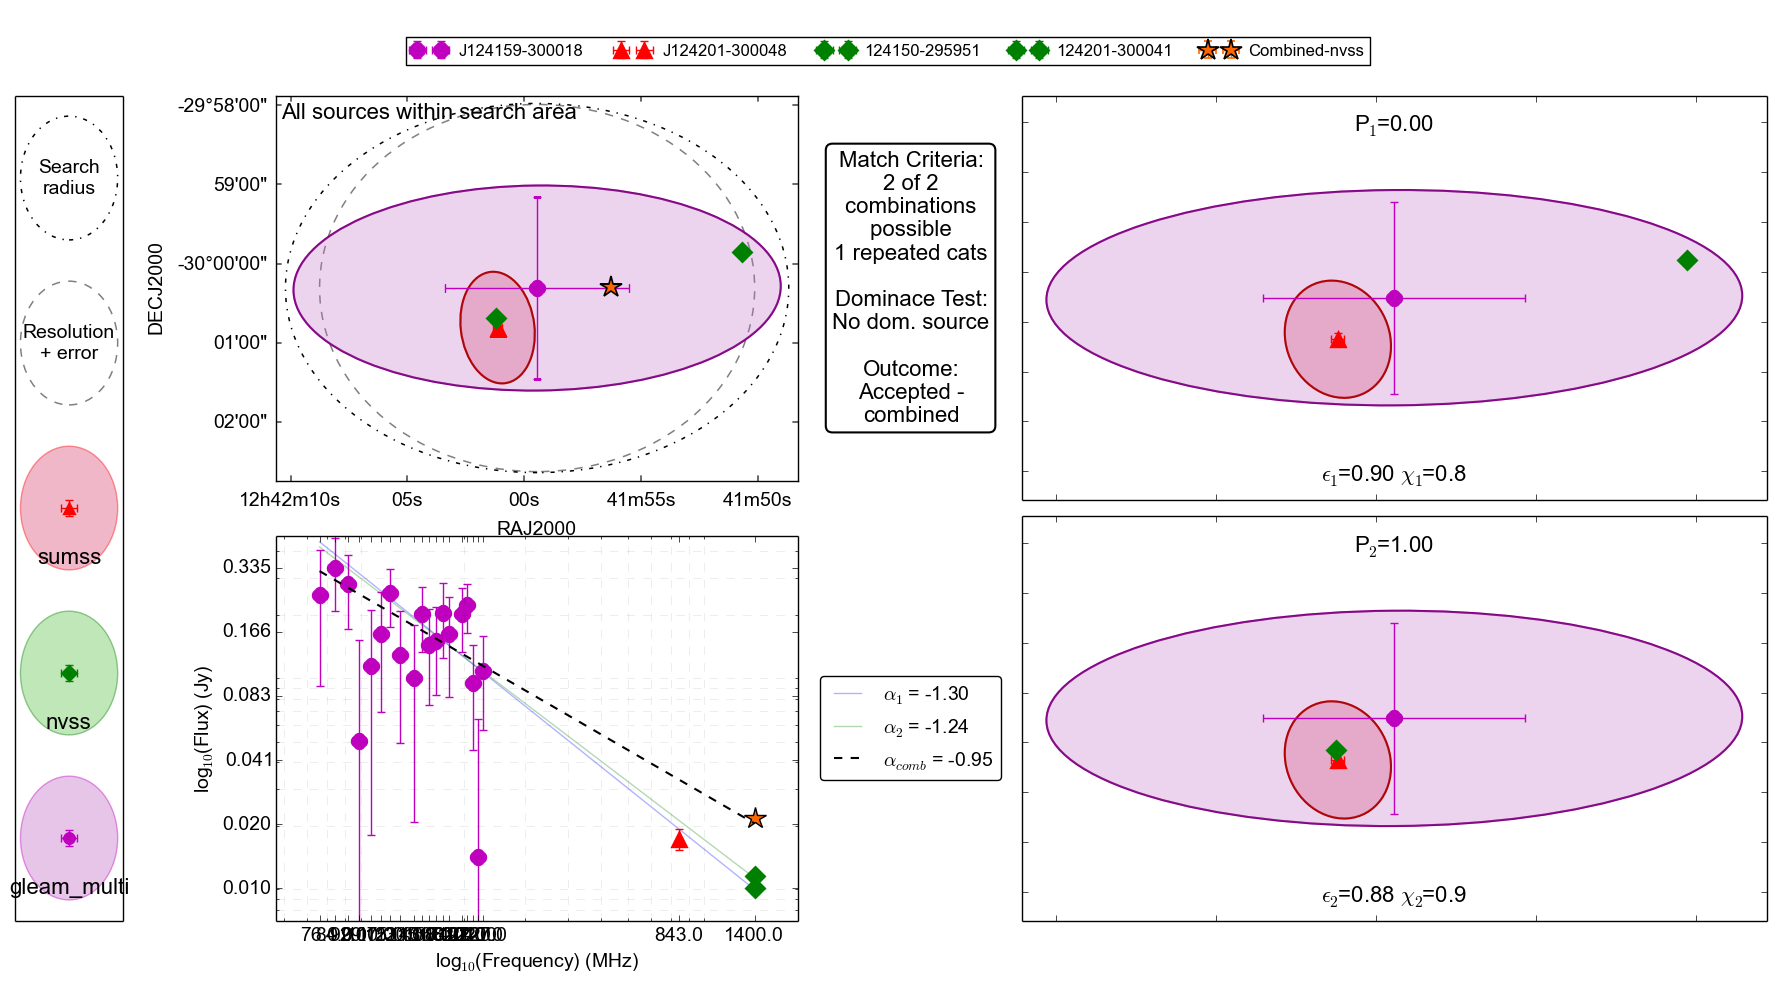 J124159-300018 J124201-300048 124150-295951 124201-300041 Combined-nvss
Search
radius
Resolution
+ error
sumss
nvss
gleam_multi
All sources within search area
-29°58'00"
59'00"
-30°00'00"
01'00"
02'00"
DECJ2000
12h42m10s 05s 00s 41m55s 41m50s
RAJ2000
Match Criteria:
2 of 2
combinations
possible
1 repeated cats
Dominace Test:
No dom. source
Outcome:
Accepted -
combined
P1=0.00
ϵ1=0.90 χ1=0.8
P2=1.00
ϵ2=0.88 χ2=0.9
0.335
0.166
0.083
0.041
0.020
0.010
log10(Flux) (Jy)
843.0 1400.0
log10(Frequency) (MHz)
α1 = -1.30
α2 = -1.24
αcomb = -0.95